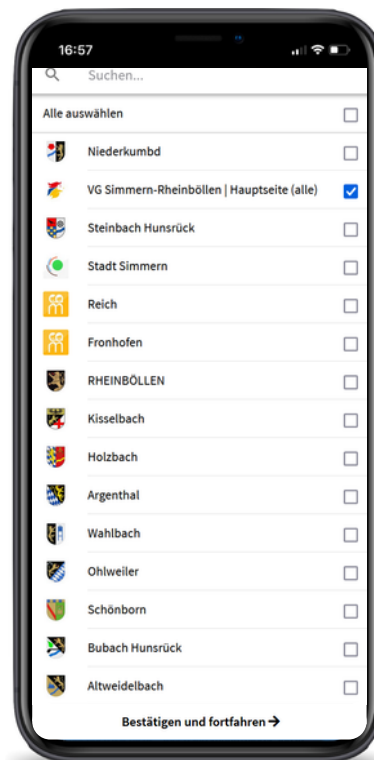 16:57
Suchen...
Alle auswählen
Niederkumbd
VG Simmern-Rheinböllen | Hauptseite (alle)
Steinbach Hunsrück
Stadt Simmern
Reich
Fronhofen
RHEINBÖLLEN
Kisselbach
Holzbach
Argenthal
Wahlbach
Ohlweiler
Schönborn
Bubach Hunsrück
Altweidelbach
Bestätigen und fortfahren →